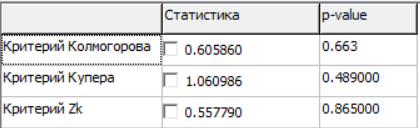 Статистика p-value
Критерий Колмогорова 0.605860 0.663
Критерий Купера 1.060986 0.489000
Критерий Zk 0.557790 0.865000